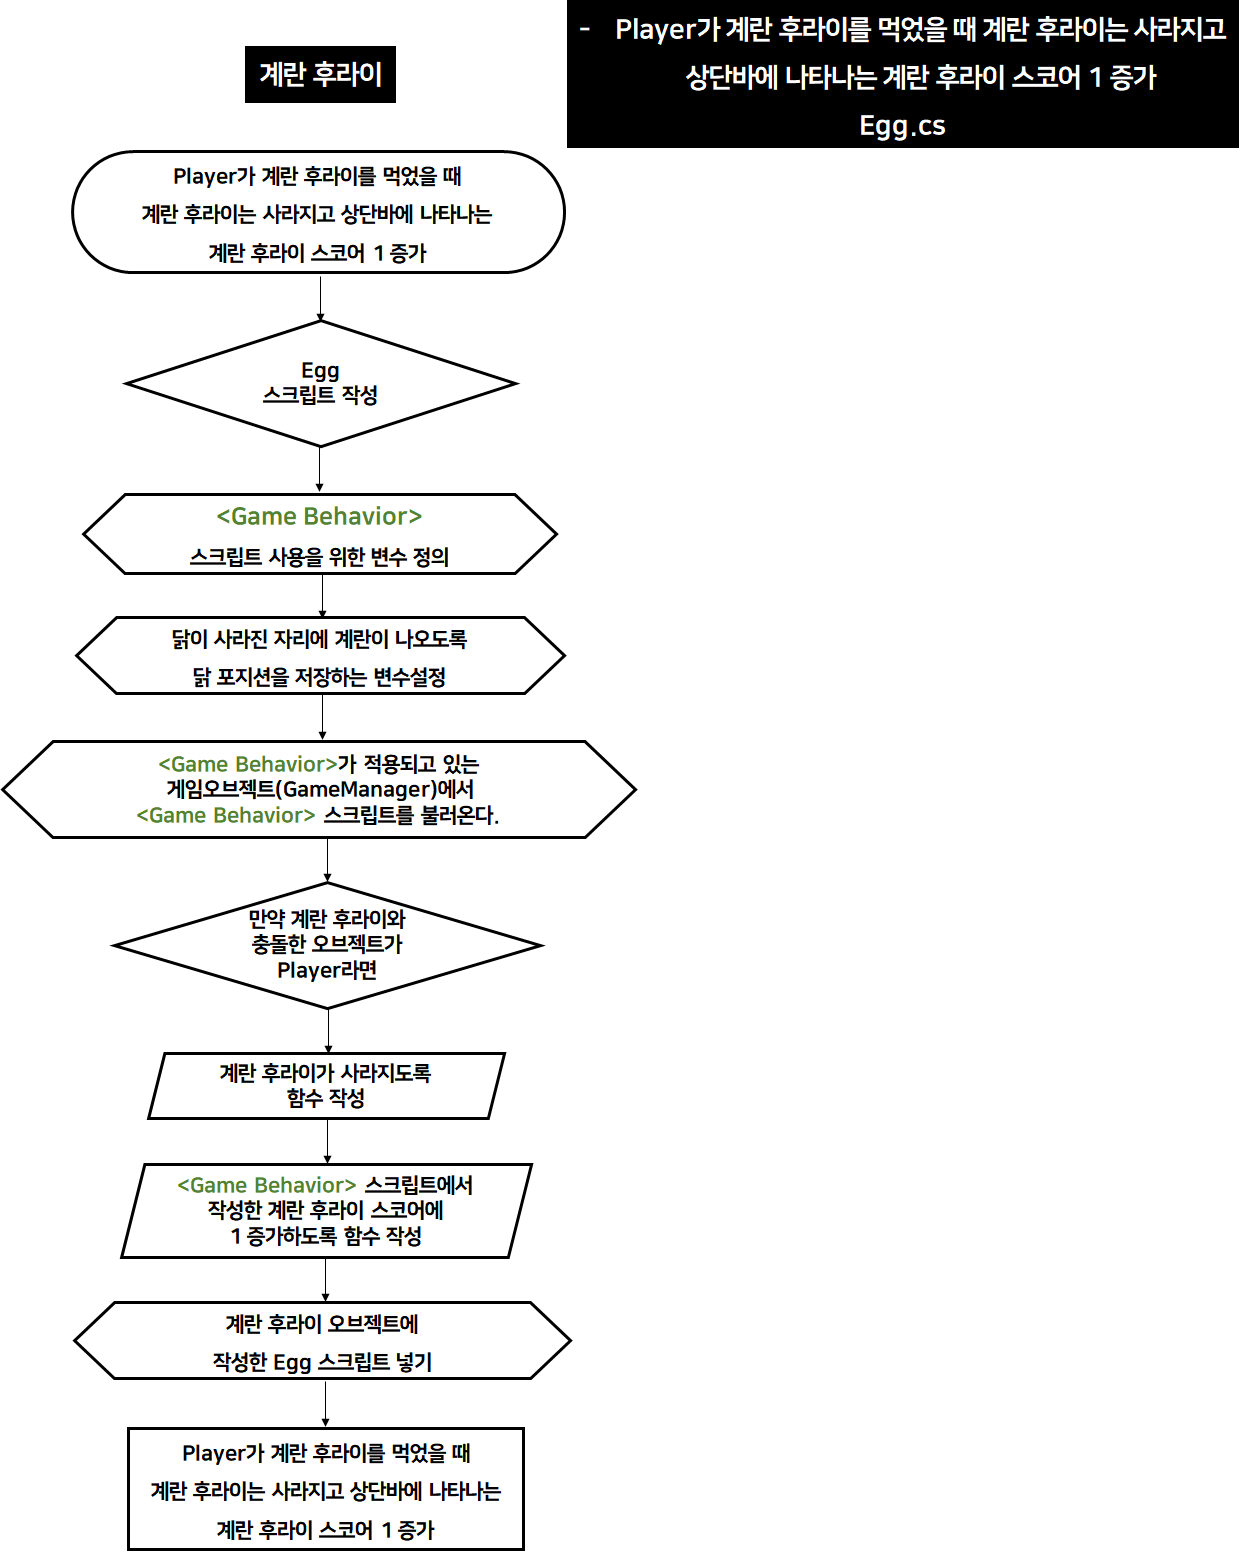 - Player가 계란 후라이를 먹었을 때 계란 후라이는 사라지고
상단바에 나타나는 계란 후라이 스코어 1 증가
Egg.cs
계란 후라이
Player가 계란 후라이를 먹었을 때
계란 후라이는 사라지고 상단바에 나타나는
계란 후라이 스코어 1 증가
Egg
스크립트 작성
<Game Behavior>
스크립트 사용을 위한 변수 정의
닭이 사라진 자리에 계란이 나오도록
닭 포지션을 저장하는 변수설정
<Game Behavior>가 적용되고 있는
게임오브젝트(GameManager)에서
<Game Behavior> 스크립트를 불러온다.
만약 계란 후라이와
충돌한 오브젝트가
Player라면
계란 후라이가 사라지도록
함수 작성
<Game Behavior> 스크립트에서
작성한 계란 후라이 스코어에
1 증가하도록 함수 작성
계란 후라이 오브젝트에
작성한 Egg 스크립트 넣기
Player가 계란 후라이를 먹었을 때
계란 후라이는 사라지고 상단바에 나타나는
계란 후라이 스코어 1 증가